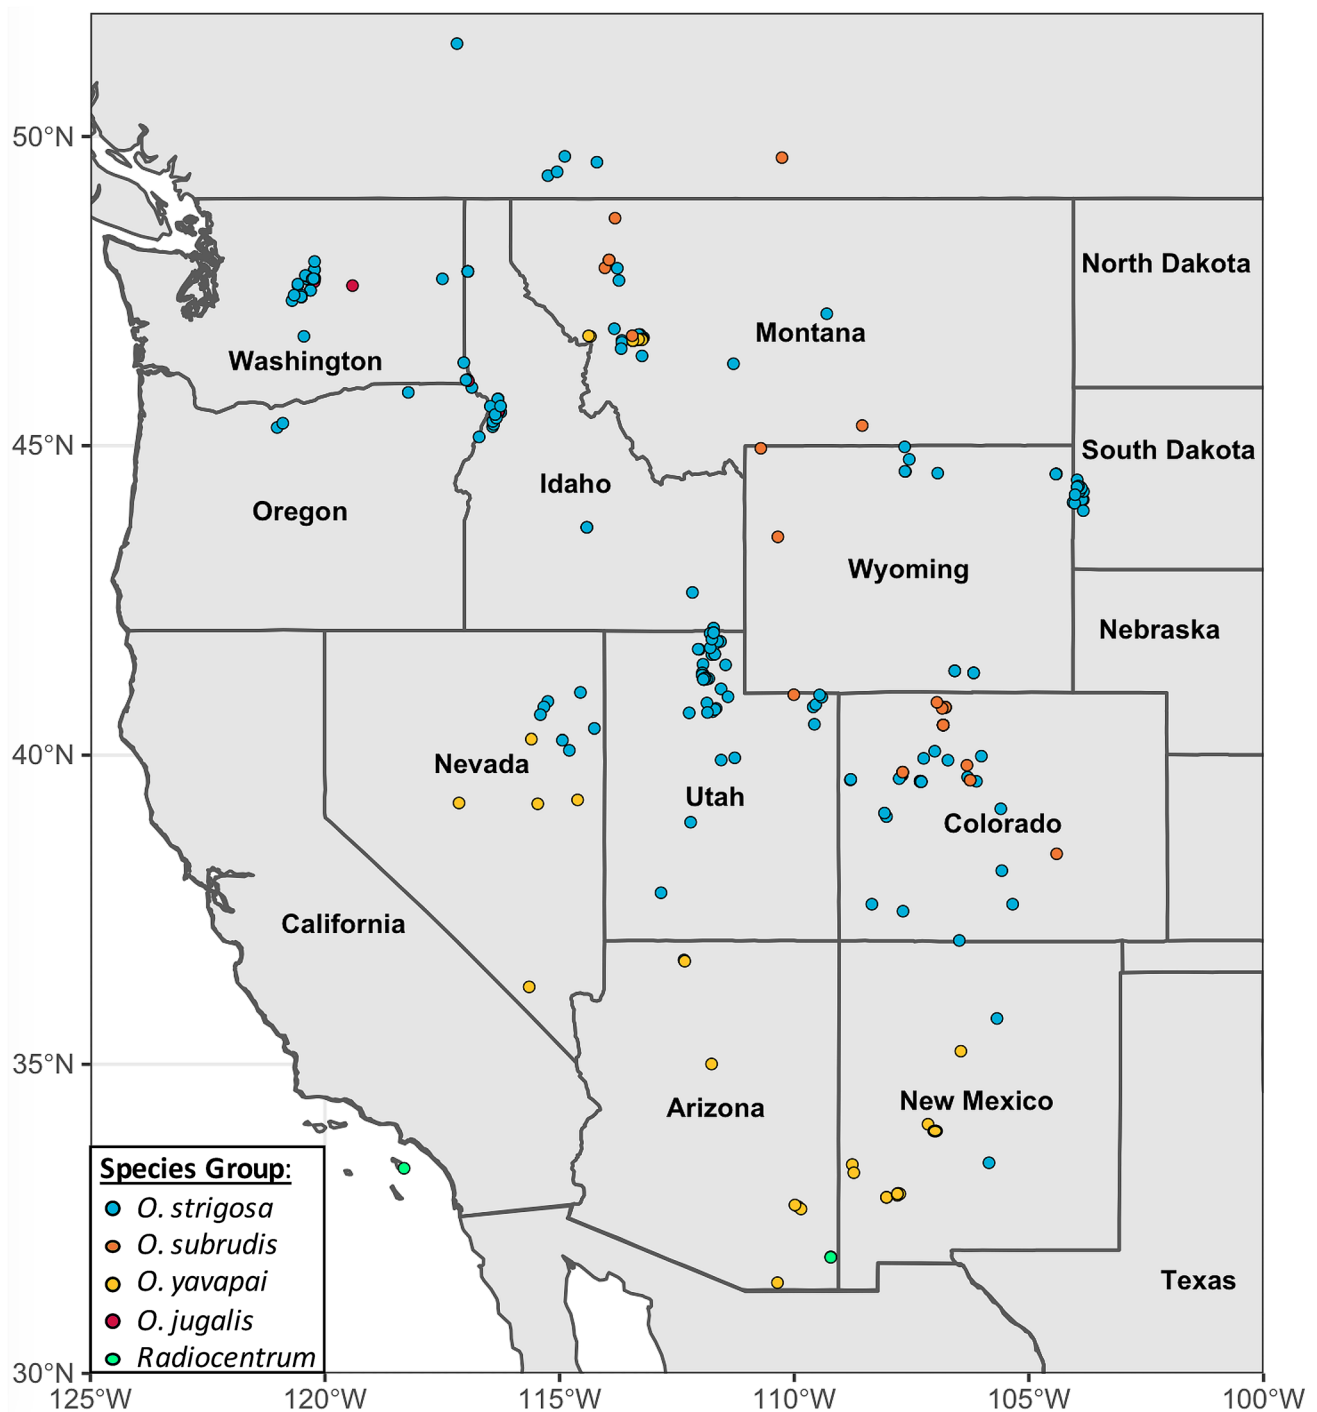 50°N
North Dakota
Montana
Washington
45°N
South Dakota
Idaho
Oregon
Wyoming
Nebraska
40°N
Nevada
Utah
Colorado
California
35°N
New Mexico
Arizona
Species Group:
O. strigosa
O. subrudis
O. yavapai
Texas
O. jugalis
Radiocentrum
30°N
125°W 120°W 115°W 110°W 105°W 100°W